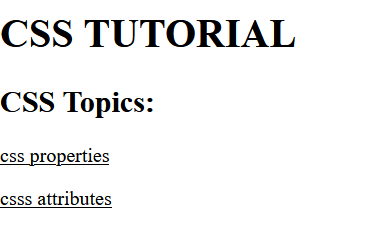 CSS TUTORIAL
CSS Topics:
css properties
csss attributes